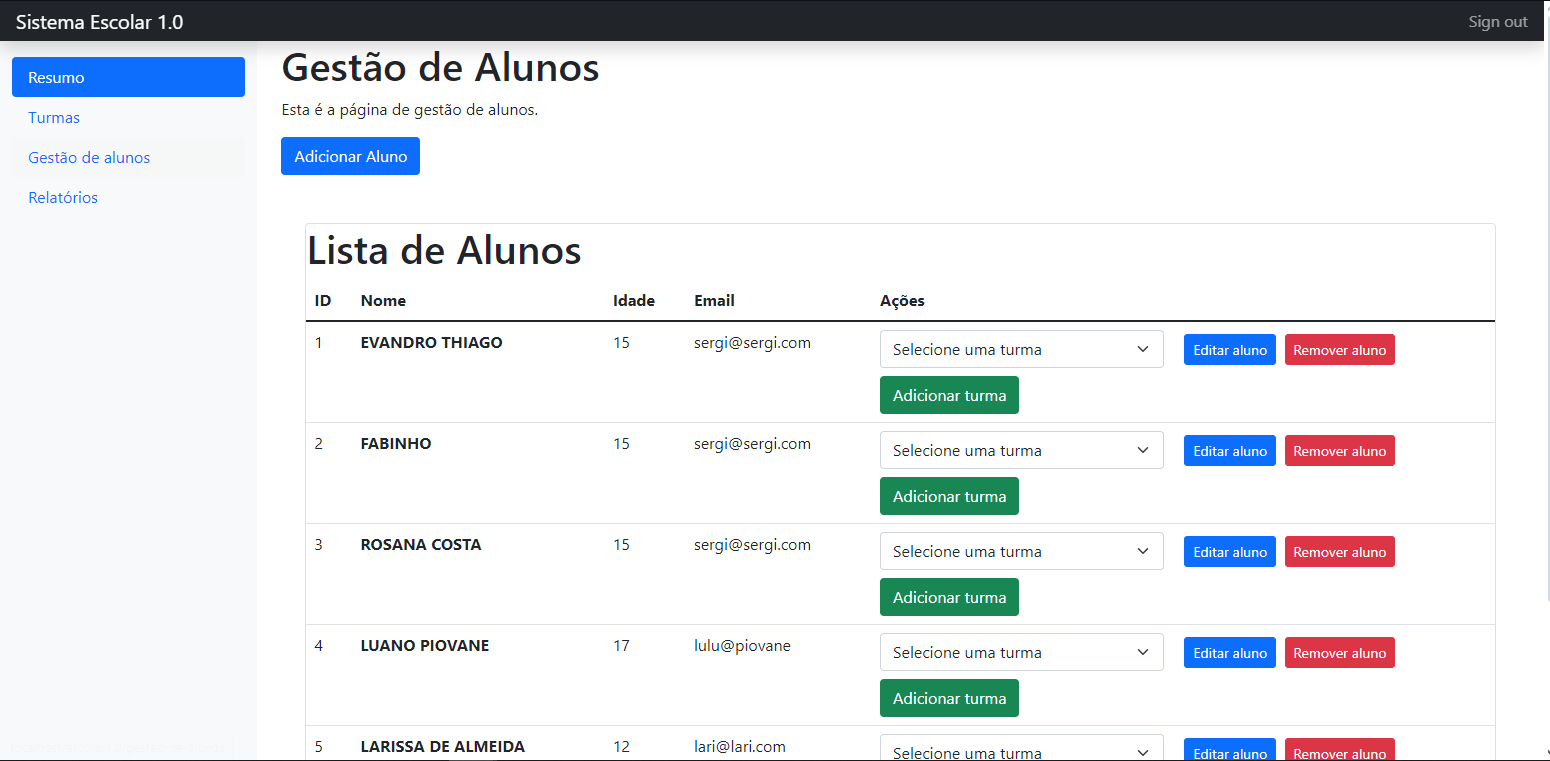 Sistema Escolar 1.0
Sign out
Resumo
Turmas
Gestão de alunos
Relatórios
Gestão de Alunos
Esta é a página de gestão de alunos.
Adicionar Aluno
Lista de Alunos
ID Nome Idade Email Ações
1 EVANDRO THIAGO 15 sergi@sergi.com Selecione uma turma Editar aluno Remover aluno
Adicionar turma
2 FABINHO 15 sergi@sergi.com Selecione uma turma Editar aluno Remover aluno
Adicionar turma
3 ROSANA COSTA 15 sergi@sergi.com Selecione uma turma Editar aluno Remover aluno
Adicionar turma
4 LUANO PIOVANE 17 lulu@piovane Selecione uma turma Editar aluno Remover aluno
Adicionar turma
5 LARISSA DE ALMEIDA 12 lari@lari.com Selecione uma turma Editar aluno Remover aluno